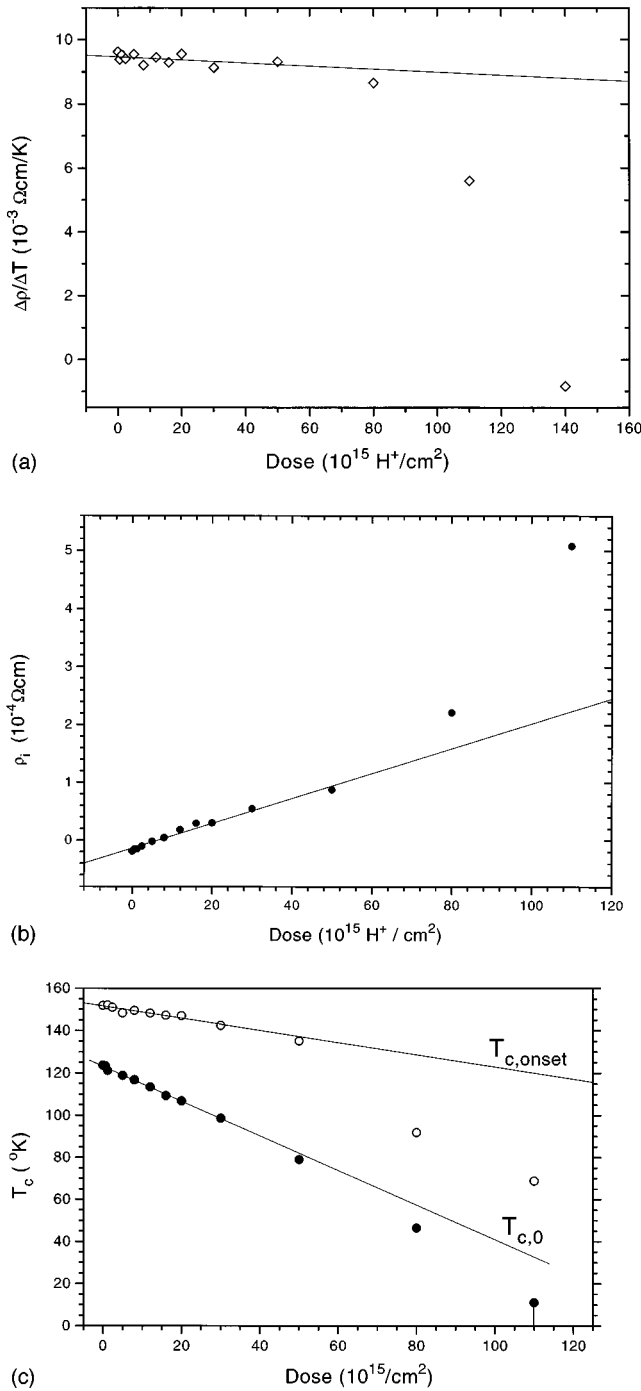 10
8
6
4
2
0
Δρ/ΔT (10⁻³ Ωcm/K)
0 20 40 60 80 100 120 140 160
Dose (10¹⁵ H⁺/cm²)
(a)
5
4
3
2
1
0
ρᵢ (10⁻⁴Ωcm)
0 20 40 60 80 100 120
Dose (10¹⁵ H⁺ / cm²)
(b)
160
140
120
100
80
60
40
20
0
T_c (°K)
T_c,onset
T_c,0
0 20 40 60 80 100 120
Dose (10¹⁵/cm²)
(c)